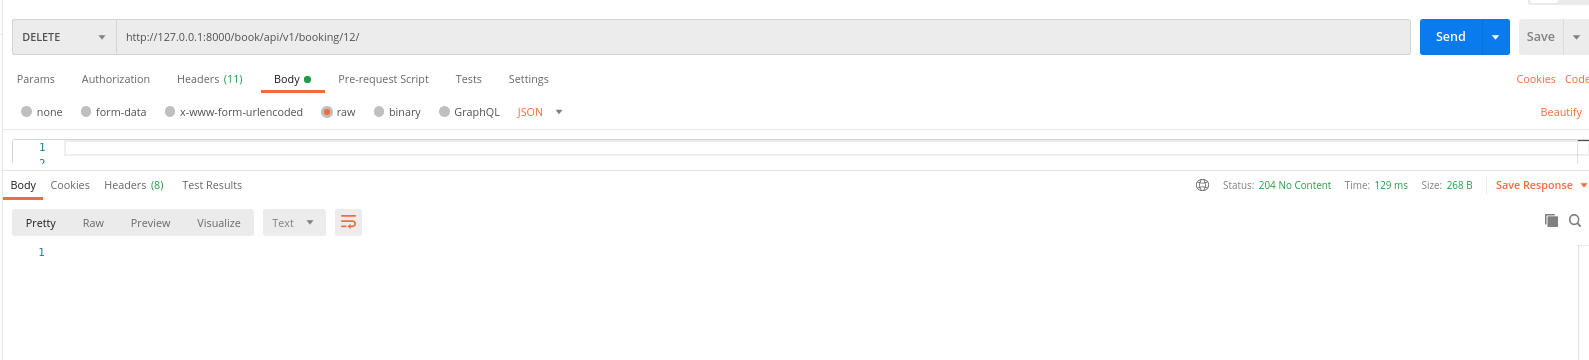 DELETE http://127.0.0.1:8000/book/api/v1/booking/12/ Send Save
Params Authorization Headers (11) Body Pre-request Script Tests Settings Cookies Code
none form-data x-www-form-urlencoded raw binary GraphQL JSON Beautify
1
2
Body Cookies Headers (8) Test Results Status: 204 No Content Time: 129 ms Size: 268 B Save Response
Pretty Raw Preview Visualize Text
1